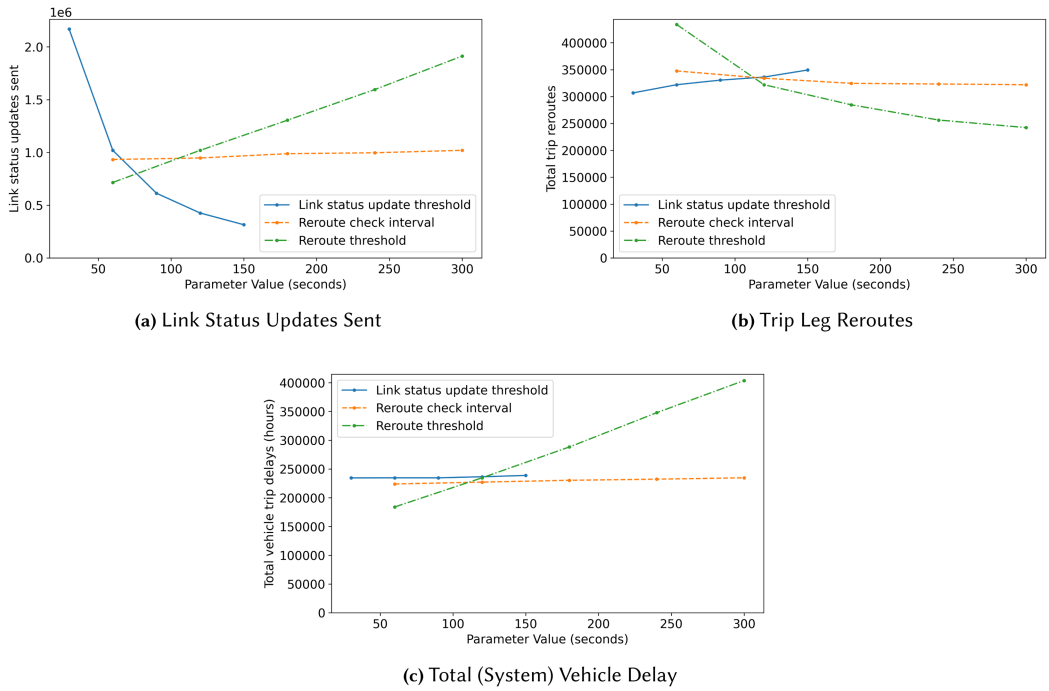 1e6
2.0
1.5
1.0
0.5
0.0
Link status updates sent
50 100 150 200 250 300
Parameter Value (seconds)
Link status update threshold
Reroute check interval
Reroute threshold
(a) Link Status Updates Sent
400000
350000
300000
250000
200000
150000
100000
50000
0
Total trip reroutes
50 100 150 200 250 300
Parameter Value (seconds)
Link status update threshold
Reroute check interval
Reroute threshold
(b) Trip Leg Reroutes
400000
350000
300000
250000
200000
150000
100000
50000
0
Total vehicle trip delays (hours)
50 100 150 200 250 300
Parameter Value (seconds)
Link status update threshold
Reroute check interval
Reroute threshold
(c) Total (System) Vehicle Delay